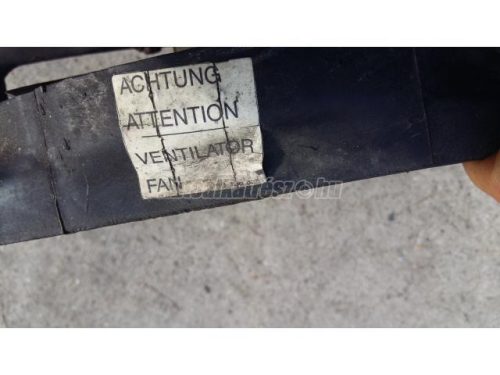 ACHTUNG
ATTENTION
VENTILATOR
FAN